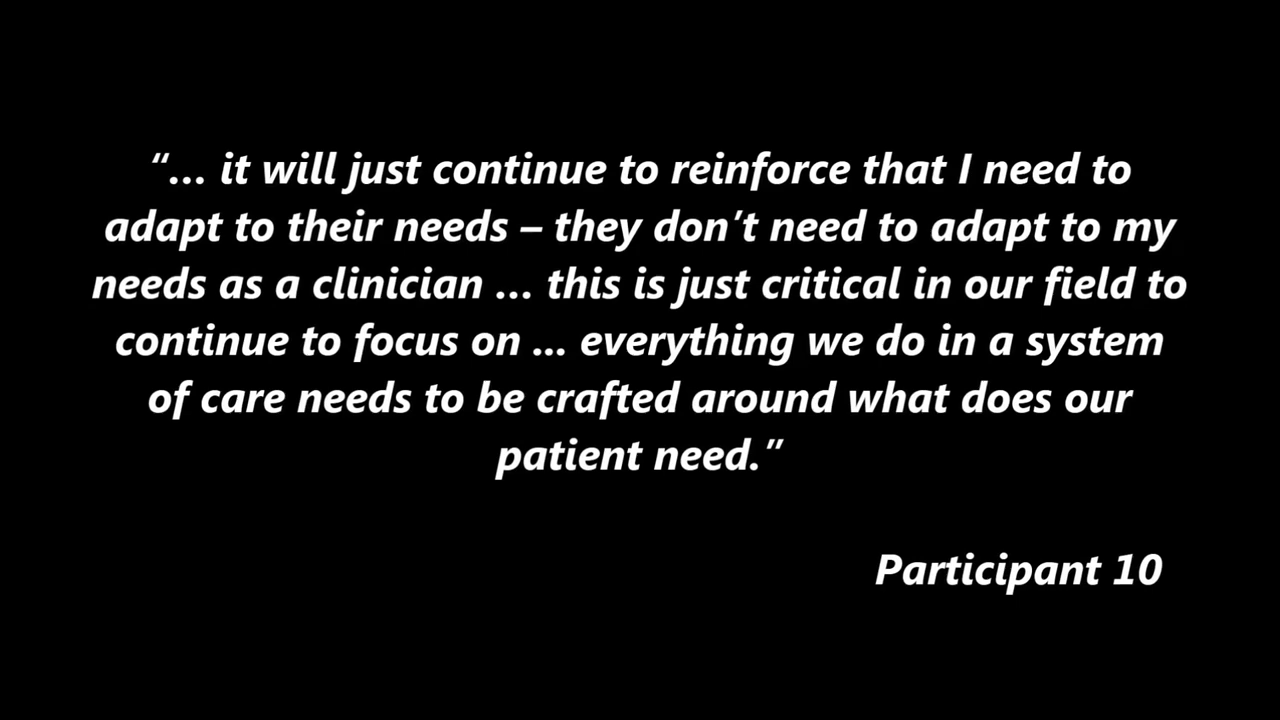 “... it will just continue to reinforce that I need to
adapt to their needs – they don’t need to adapt to my
needs as a clinician ... this is just critical in our field to
continue to focus on ... everything we do in a system
of care needs to be crafted around what does our
patient need.”
Participant 10